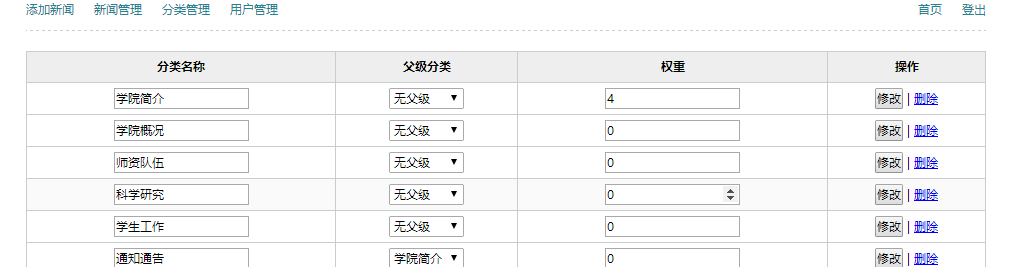 添加新闻 新闻管理 分类管理 用户管理 首页 登出
分类名称 父级分类 权重 操作
学院简介 无父级 4 修改 | 删除
学院概况 无父级 0 修改 | 删除
师资队伍 无父级 0 修改 | 删除
科学研究 无父级 0 修改 | 删除
学生工作 无父级 0 修改 | 删除
通知通告 学院简介 0 修改 | 删除